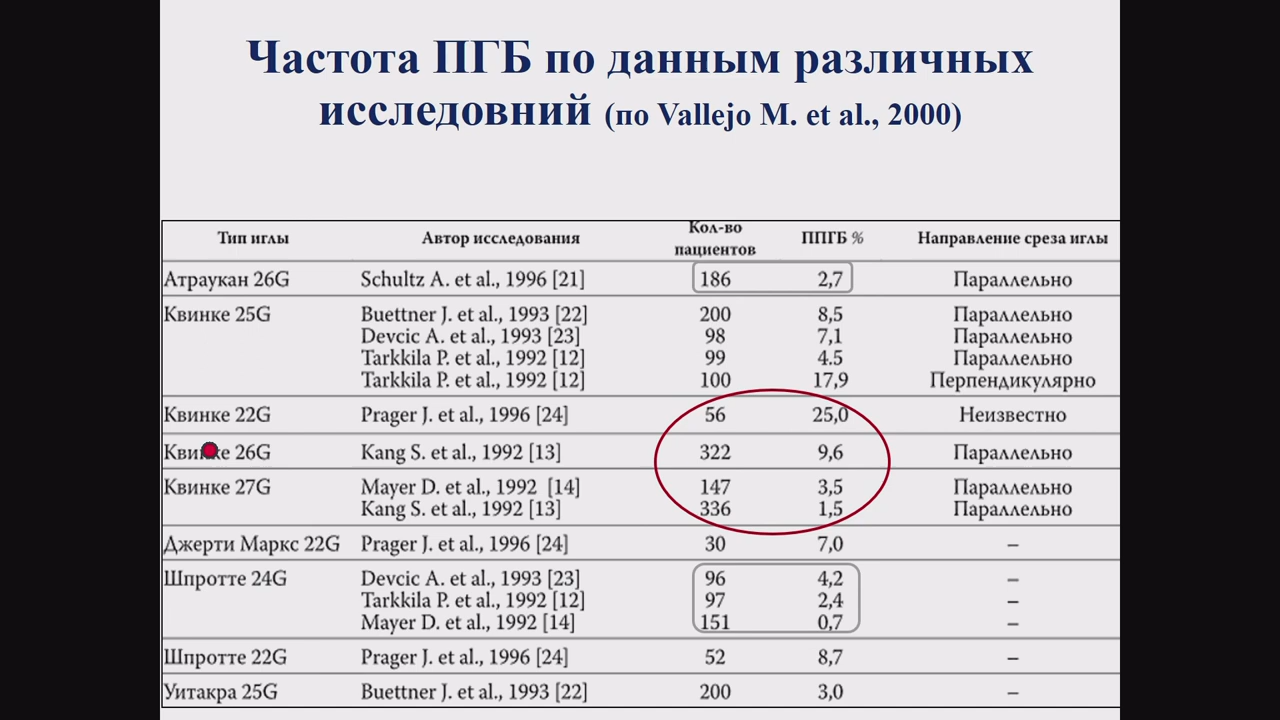 Частота ПГБ по данным различных
исследовний (по Vallejo M. et al., 2000)
Тип иглы Автор исследования Кол-во пациентов ППГБ % Направление среза иглы
Атраукан 26G Schultz A. et al., 1996 [21] 186 2,7 Параллельно
Квинке 25G Buettner J. et al., 1993 [22] 200 8,5 Параллельно
Devcic A. et al., 1993 [23] 98 7,1 Параллельно
Tarkkila P. et al., 1992 [12] 99 4.5 Параллельно
Tarkkila P. et al., 1992 [12] 100 17,9 Перпендикулярно
Квинке 22G Prager J. et al., 1996 [24] 56 25,0 Неизвестно
Квинке 26G Kang S. et al., 1992 [13] 322 9,6 Параллельно
Квинке 27G Mayer D. et al., 1992 [14] 147 3,5 Параллельно
Kang S. et al., 1992 [13] 336 1,5 Параллельно
Джерти Маркс 22G Prager J. et al., 1996 [24] 30 7,0 –
Шпротте 24G Devcic A. et al., 1993 [23] 96 4,2 –
Tarkkila P. et al., 1992 [12] 97 2,4 –
Mayer D. et al., 1992 [14] 151 0,7 –
Шпротте 22G Prager J. et al., 1996 [24] 52 8,7 –
Уитакра 25G Buettner J. et al., 1993 [22] 200 3,0 –